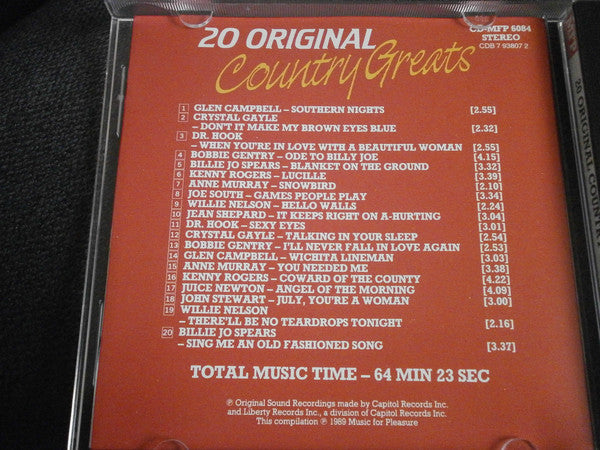 20 ORIGINAL
Country Greats
CD-MFP 6084
STEREO
CDB 7 93807 2
1 GLEN CAMPBELL – SOUTHERN NIGHTS [2.55]
2 CRYSTAL GAYLE
– DON'T IT MAKE MY BROWN EYES BLUE [2.32]
3 DR. HOOK
– WHEN YOU'RE IN LOVE WITH A BEAUTIFUL WOMAN [2.55]
4 BOBBIE GENTRY – ODE TO BILLY JOE [4.15]
5 BILLIE JO SPEARS – BLANKET ON THE GROUND [3.32]
6 KENNY ROGERS – LUCILLE [3.39]
7 ANNE MURRAY – SNOWBIRD [2.10]
8 JOE SOUTH – GAMES PEOPLE PLAY [3.34]
9 WILLIE NELSON – HELLO WALLS [2.24]
10 JEAN SHEPARD – IT KEEPS RIGHT ON A-HURTING [3.04]
11 DR. HOOK – SEXY EYES [3.01]
12 CRYSTAL GAYLE – TALKING IN YOUR SLEEP [2.54]
13 BOBBIE GENTRY – I'LL NEVER FALL IN LOVE AGAIN [2.53]
14 GLEN CAMPBELL – WICHITA LINEMAN [3.03]
15 ANNE MURRAY – YOU NEEDED ME [3.38]
16 KENNY ROGERS – COWARD OF THE COUNTY [4.22]
17 JUICE NEWTON – ANGEL OF THE MORNING [4.09]
18 JOHN STEWART – JULY, YOU'RE A WOMAN [3.00]
19 WILLIE NELSON
– THERE'LL BE NO TEARDROPS TONIGHT [2.16]
20 BILLIE JO SPEARS
– SING ME AN OLD FASHIONED SONG [3.37]
TOTAL MUSIC TIME – 64 MIN 23 SEC
℗ Original Sound Recordings made by Capitol Records Inc.
and Liberty Records Inc., a division of Capitol Records Inc.
This compilation ℗ 1989 Music for Pleasure
20 ORIGINAL COUNTRY